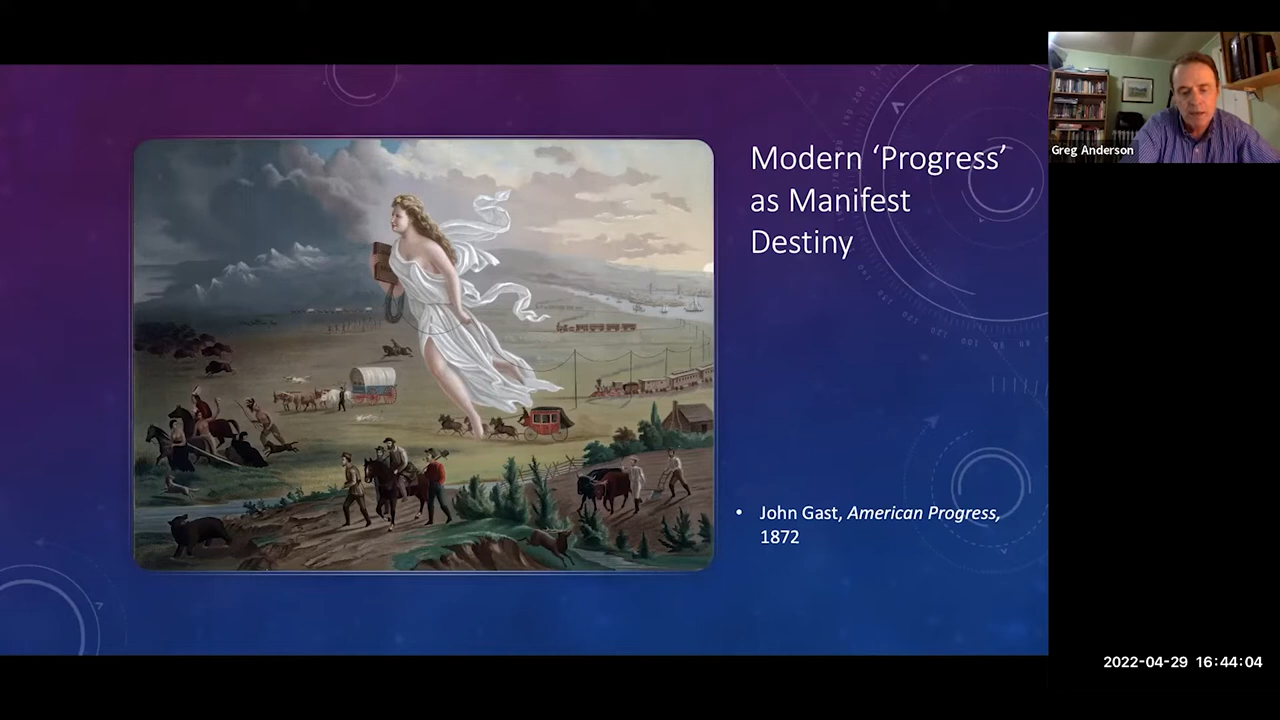 Modern ‘Progress’
as Manifest
Destiny
• John Gast, American Progress,
1872
Greg Anderson
2022-04-29 16:44:04